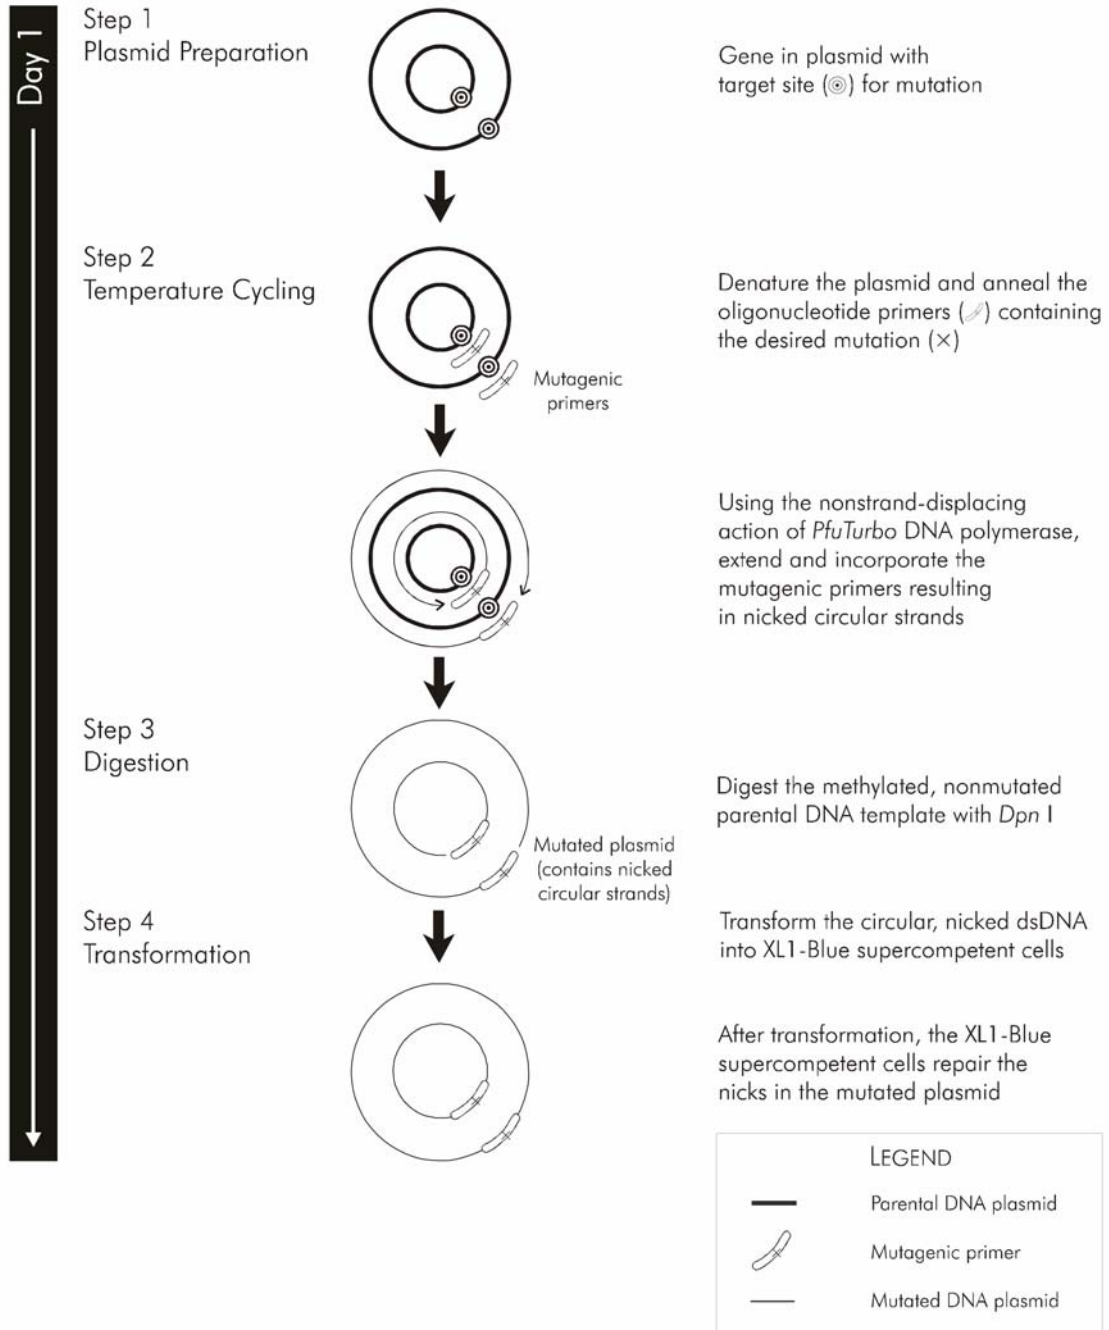 Day 1
Step 1
Plasmid Preparation
Gene in plasmid with
target site (⊚) for mutation
Step 2
Temperature Cycling
Denature the plasmid and anneal the
oligonucleotide primers ( ) containing
the desired mutation (×)
Mutagenic
primers
Using the nonstrand-displacing
action of PfuTurbo DNA polymerase,
extend and incorporate the
mutagenic primers resulting
in nicked circular strands
Step 3
Digestion
Digest the methylated, nonmutated
parental DNA template with Dpn I
Mutated plasmid
(contains nicked
circular strands)
Step 4
Transformation
Transform the circular, nicked dsDNA
into XL1-Blue supercompetent cells
After transformation, the XL1-Blue
supercompetent cells repair the
nicks in the mutated plasmid
LEGEND
Parental DNA plasmid
Mutagenic primer
Mutated DNA plasmid